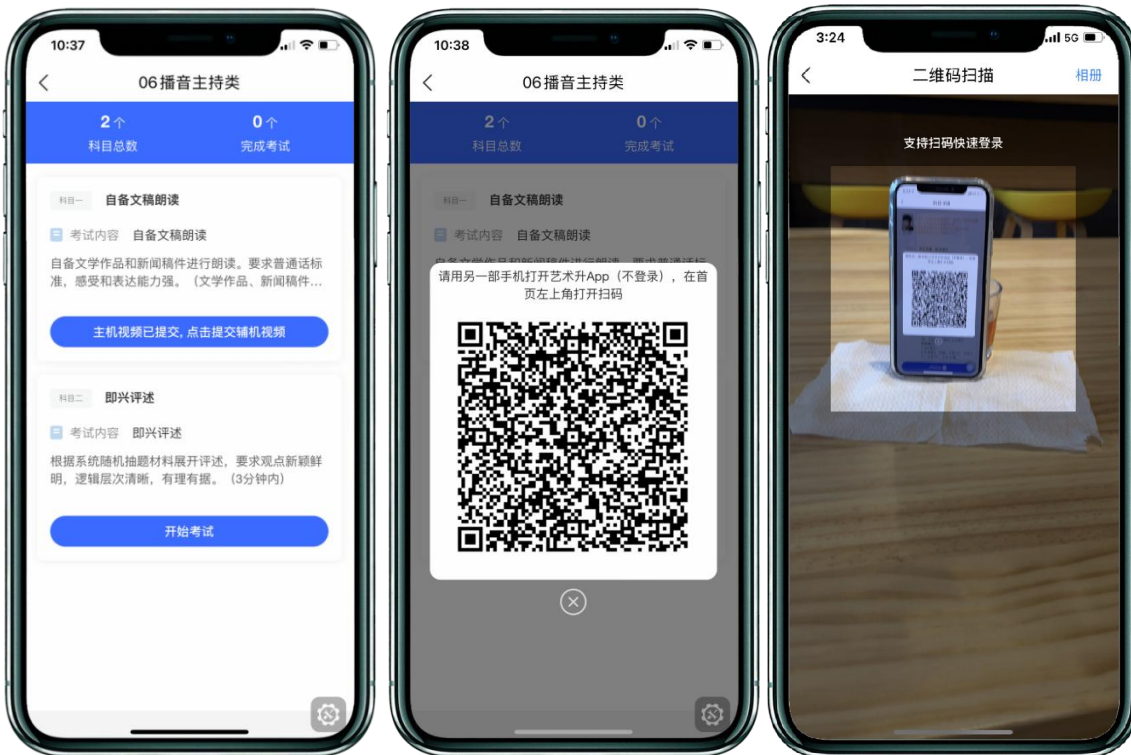 10:37
06播音主持类
2个
0个
科目总数
完成考试
科目一 自备文稿朗读
考试内容 自备文稿朗读
自备文学作品和新闻稿件进行朗读。要求普通话标
准，感受和表达能力强。（文学作品、新闻稿件...
主机视频已提交, 点击提交辅机视频
科目二 即兴评述
考试内容 即兴评述
根据系统随机抽题材料展开评述，要求观点新颖鲜
明，逻辑层次清晰，有理有据。（3分钟内）
开始考试
10:38
06播音主持类
2个
0个
科目总数
完成考试
科目一 自备文稿朗读
考试内容 自备文稿朗读
请用另一部手机打开艺术升App（不登录），在首
页左上角打开扫码
3:24
5G
二维码扫描
相册
支持扫码快速登录